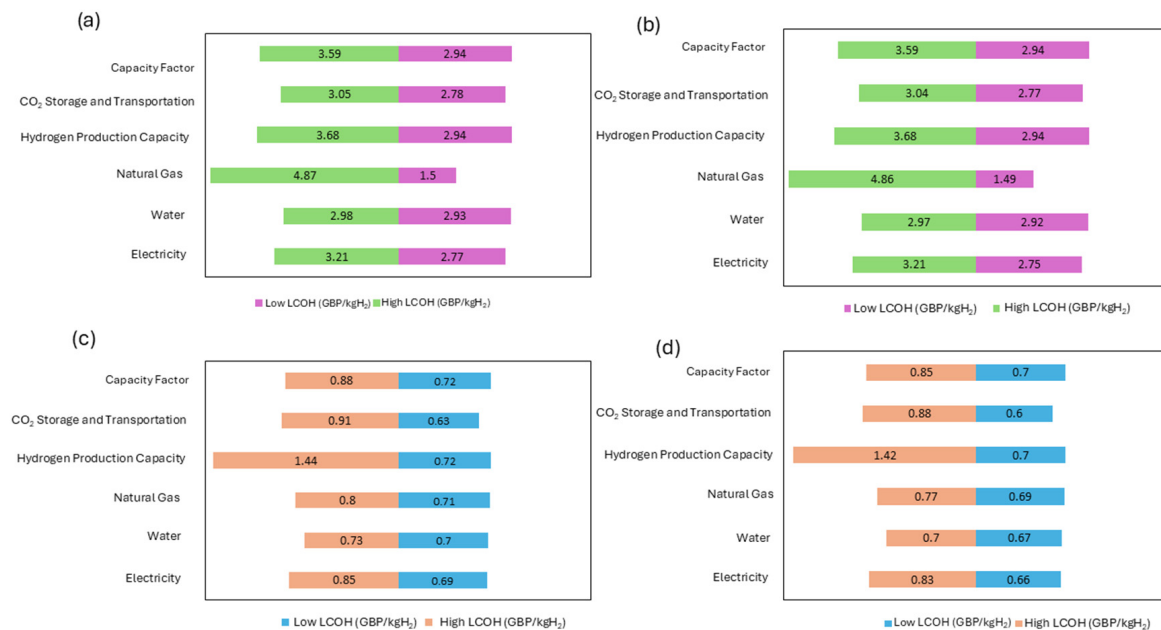 (a)
Capacity Factor 3.59 2.94
CO₂ Storage and Transportation 3.05 2.78
Hydrogen Production Capacity 3.68 2.94
Natural Gas 4.87 1.5
Water 2.98 2.93
Electricity 3.21 2.77
Low LCOH (GBP/kgH₂) High LCOH (GBP/kgH₂)
(b)
Capacity Factor 3.59 2.94
CO₂ Storage and Transportation 3.04 2.77
Hydrogen Production Capacity 3.68 2.94
Natural Gas 4.86 1.49
Water 2.97 2.92
Electricity 3.21 2.75
Low LCOH (GBP/kgH₂) High LCOH (GBP/kgH₂)
(c)
Capacity Factor 0.88 0.72
CO₂ Storage and Transportation 0.91 0.63
Hydrogen Production Capacity 1.44 0.72
Natural Gas 0.8 0.71
Water 0.73 0.7
Electricity 0.85 0.69
Low LCOH (GBP/kgH₂) High LCOH (GBP/kgH₂)
(d)
Capacity Factor 0.85 0.7
CO₂ Storage and Transportation 0.88 0.6
Hydrogen Production Capacity 1.42 0.7
Natural Gas 0.77 0.69
Water 0.7 0.67
Electricity 0.83 0.66
Low LCOH (GBP/kgH₂) High LCOH (GBP/kgH₂)